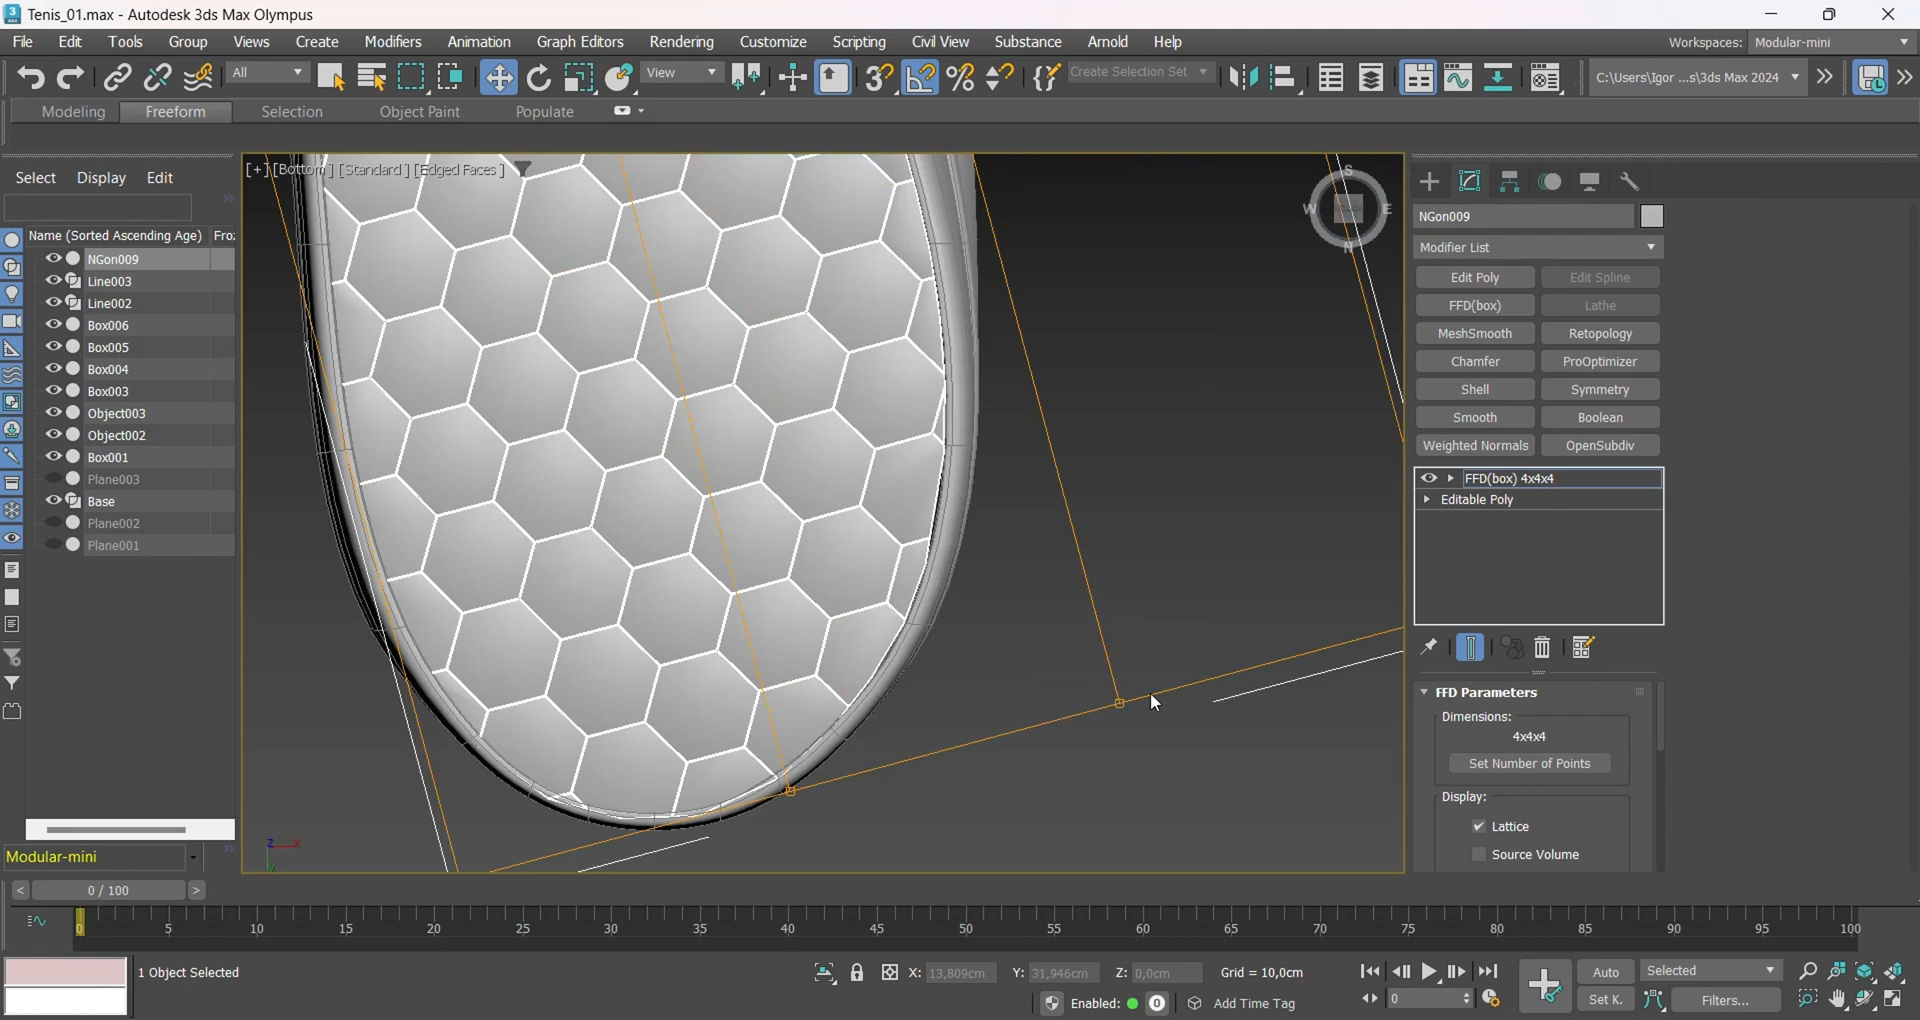 Tenis_01.max - Autodesk 3ds Max Olympus
File Edit Tools Group Views Create Modifiers Animation Graph Editors Rendering Customize Scripting Civil View Substance Arnold Help
Workspaces: Modular-mini
All View Create Selection Set C:\Users\Igor ...s\3ds Max 2024
Modeling Freeform Selection Object Paint Populate
Select Display Edit
Name (Sorted Ascending Age) Fro
NGon009
Line003
Line002
Box006
Box005
Box004
Box003
Object003
Object002
Box001
Plane003
Base
Plane002
Plane001
Modular-mini
[+] [Bottom] [Standard] [Edged Faces]
S
W E
N
z x
y
NGon009
Modifier List
Edit Poly Edit Spline
FFD(box) Lathe
MeshSmooth Retopology
Chamfer ProOptimizer
Shell Symmetry
Smooth Boolean
Weighted Normals OpenSubdiv
FFD(box) 4x4x4
Editable Poly
FFD Parameters
Dimensions:
4x4x4
Set Number of Points
Display:
Lattice
Source Volume
< 0 / 100 >
0 5 10 15 20 25 30 35 40 45 50 55 60 65 70 75 80 85 90 95 100
1 Object Selected
X: 13,809cm Y: 31,946cm Z: 0,0cm Grid = 10,0cm
Enabled: 0 Add Time Tag
0
Auto Selected
Set K. Filters...